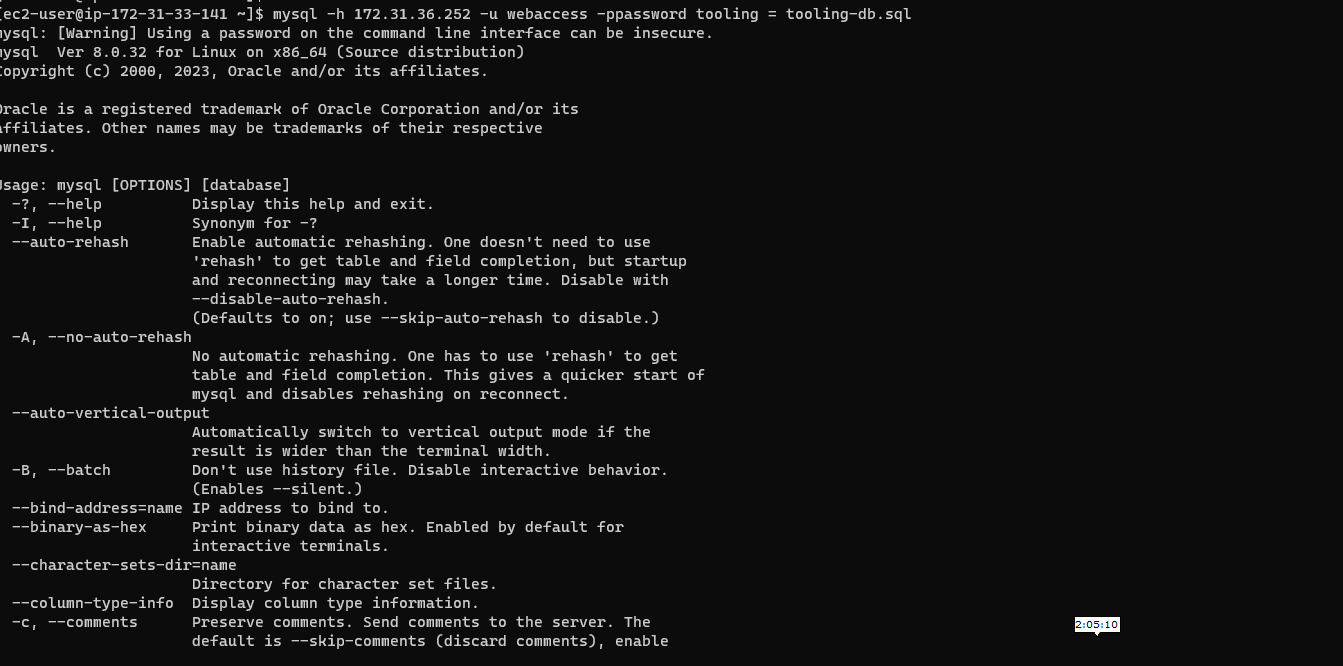 [ec2-user@ip-172-31-33-141 ~]$ mysql -h 172.31.36.252 -u webaccess -ppassword tooling = tooling-db.sql
mysql: [Warning] Using a password on the command line interface can be insecure.
mysql  Ver 8.0.32 for Linux on x86_64 (Source distribution)
Copyright (c) 2000, 2023, Oracle and/or its affiliates.

Oracle is a registered trademark of Oracle Corporation and/or its
affiliates. Other names may be trademarks of their respective
owners.

Usage: mysql [OPTIONS] [database]
  -?, --help          Display this help and exit.
  -I, --help          Synonym for -?
  --auto-rehash       Enable automatic rehashing. One doesn't need to use
                      'rehash' to get table and field completion, but startup
                      and reconnecting may take a longer time. Disable with
                      --disable-auto-rehash.
                      (Defaults to on; use --skip-auto-rehash to disable.)
  -A, --no-auto-rehash
                      No automatic rehashing. One has to use 'rehash' to get
                      table and field completion. This gives a quicker start of
                      mysql and disables rehashing on reconnect.
  --auto-vertical-output
                      Automatically switch to vertical output mode if the
                      result is wider than the terminal width.
  -B, --batch         Don't use history file. Disable interactive behavior.
                      (Enables --silent.)
  --bind-address=name IP address to bind to.
  --binary-as-hex     Print binary data as hex. Enabled by default for
                      interactive terminals.
  --character-sets-dir=name
                      Directory for character set files.
  --column-type-info  Display column type information.
  -c, --comments      Preserve comments. Send comments to the server. The
                      default is --skip-comments (discard comments), enable
2:05:10